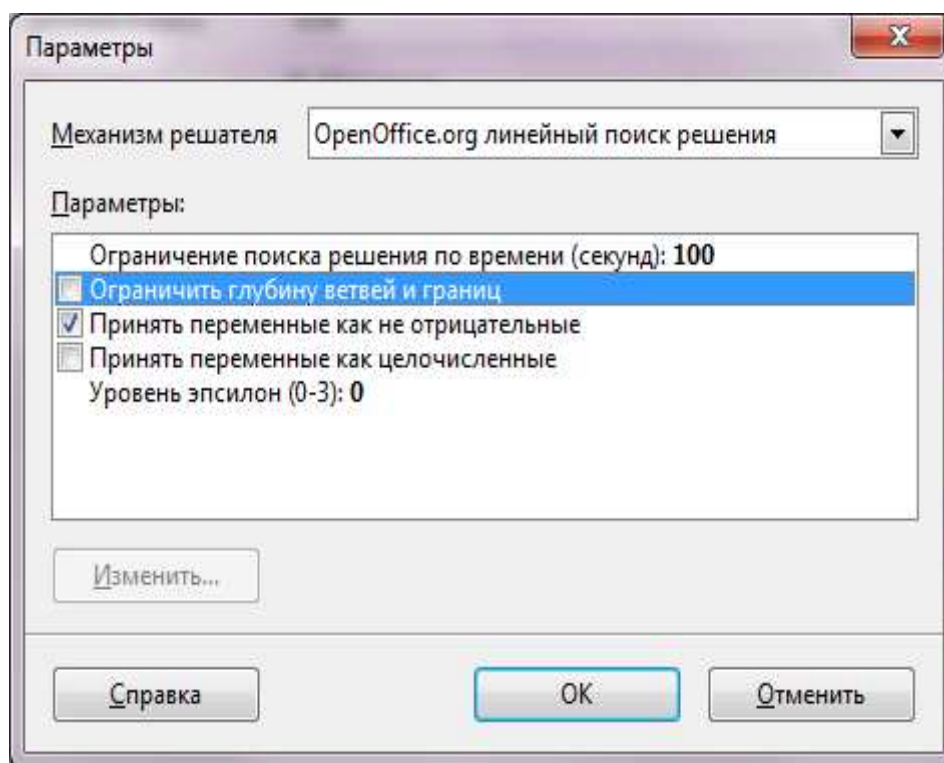 Параметры
Механизм решателя OpenOffice.org линейный поиск решения
Параметры:
Ограничение поиска решения по времени (секунд): 100
Ограничить глубину ветвей и границ
Принять переменные как не отрицательные
Принять переменные как целочисленные
Уровень эпсилон (0-3): 0
Изменить...
Справка OK Отменить